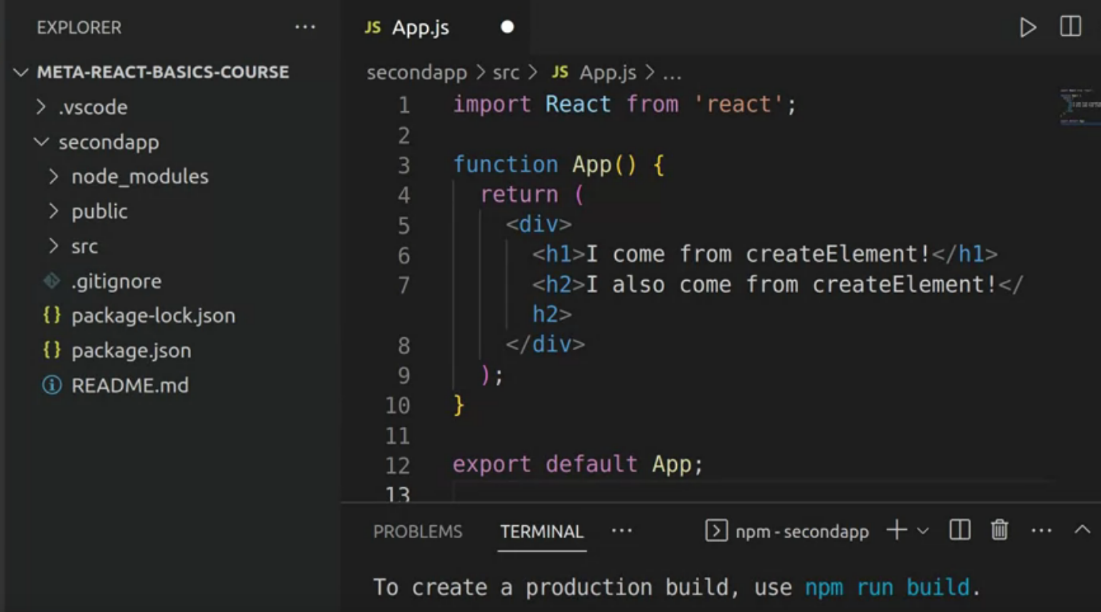 EXPLORER ···
META-REACT-BASICS-COURSE
.vscode
secondapp
node_modules
public
src
.gitignore
{} package-lock.json
{} package.json
README.md
JS App.js
secondapp > src > JS App.js > ...
1 import React from 'react';
2
3 function App() {
4 return (
5 <div>
6 <h1>I come from createElement!</h1>
7 <h2>I also come from createElement!</
h2>
8 </div>
9 );
10 }
11
12 export default App;
13
PROBLEMS TERMINAL ··· npm - secondapp
To create a production build, use npm run build.